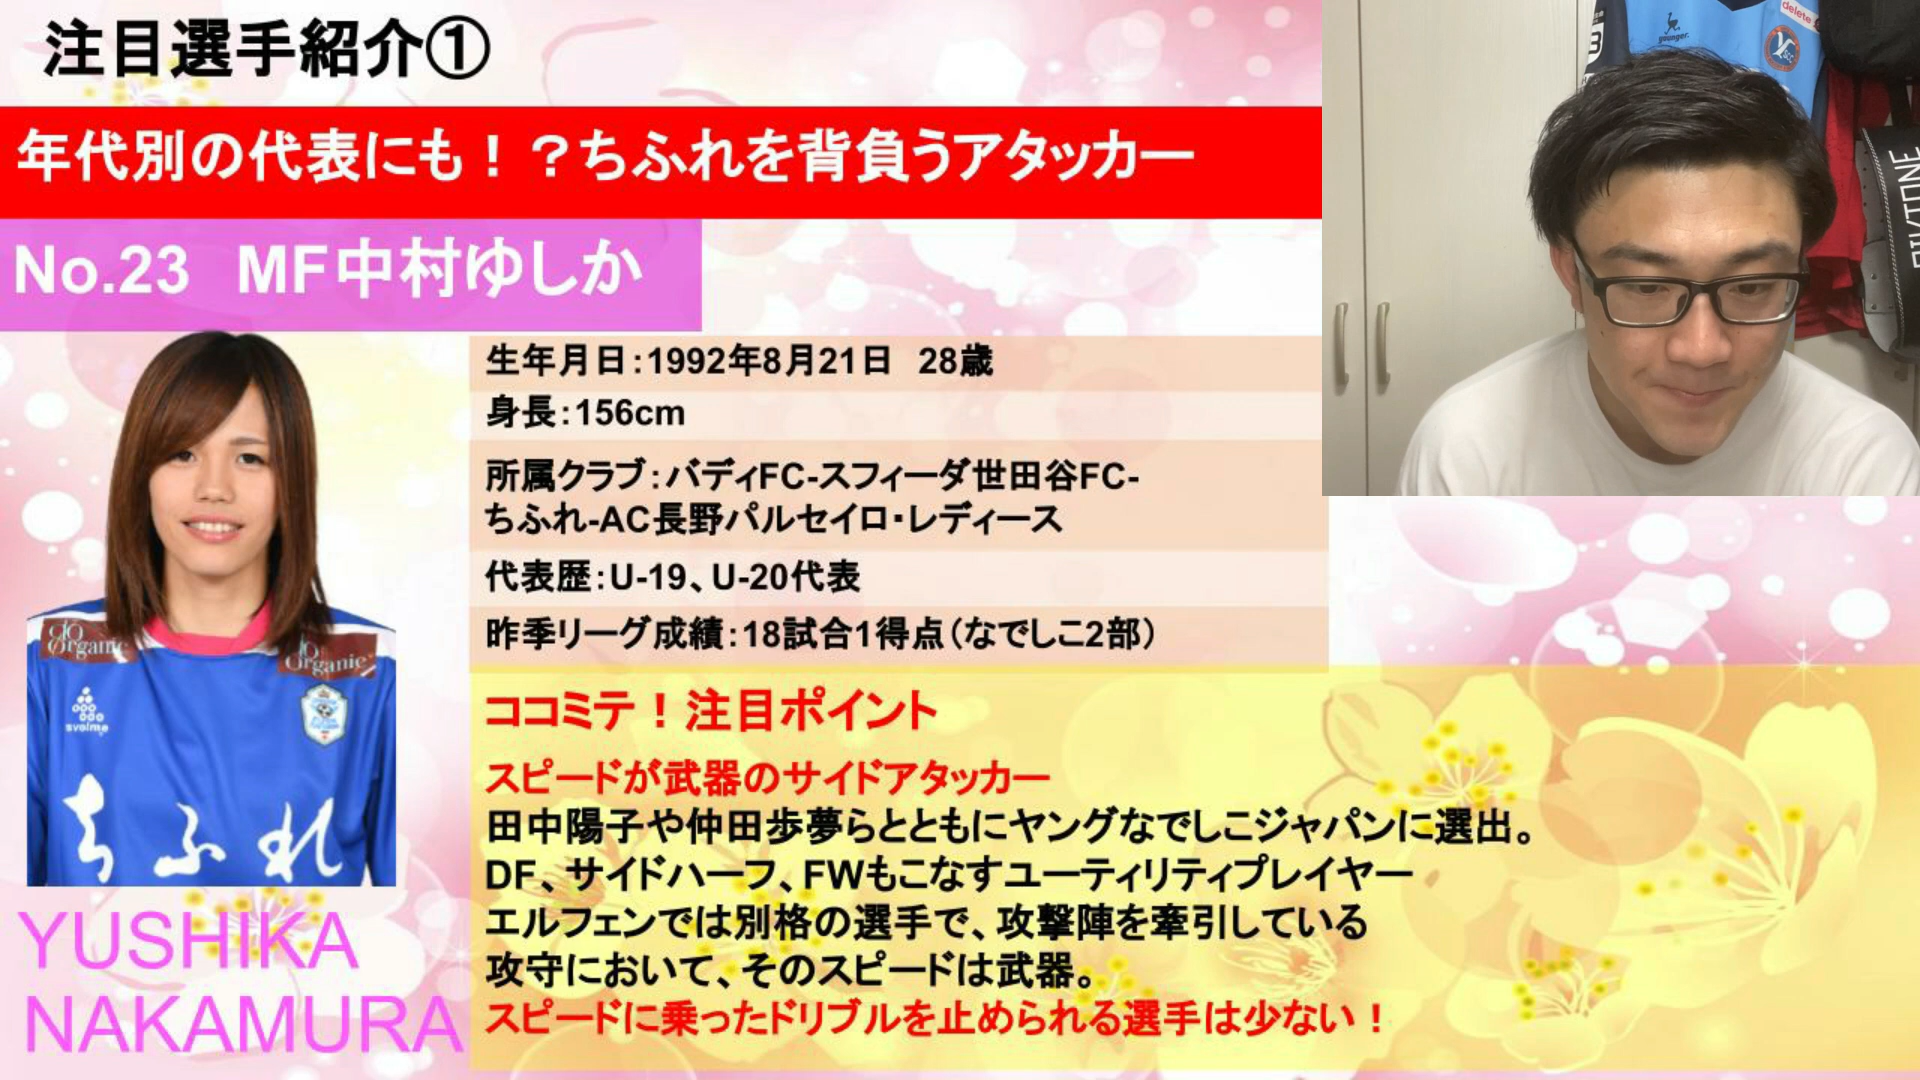 注目選手紹介①
年代別の代表にも！？ちふれを背負うアタッカー
No.23　MF中村ゆしか
生年月日：1992年8月21日　28歳
身長：156cm
所属クラブ：バディFC-スフィーダ世田谷FC-
ちふれ-AC長野パルセイロ・レディース
代表歴：U-19、U-20代表
昨季リーグ成績：18試合1得点（なでしこ2部）
ココミテ！注目ポイント
スピードが武器のサイドアタッカー
田中陽子や仲田歩夢らとともにヤングなでしこジャパンに選出。
DF、サイドハーフ、FWもこなすユーティリティプレイヤー
エルフェンでは別格の選手で、攻撃陣を牽引している
攻守において、そのスピードは武器。
スピードに乗ったドリブルを止められる選手は少ない！
Organic
Organic
svolme
ちふれ
YUSHIKA
NAKAMURA
younger.
delete